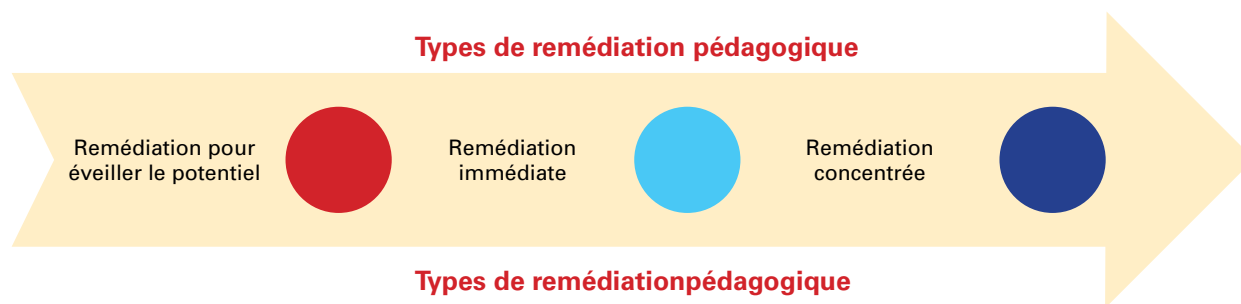 Types de remédiation pédagogique
Remédiation pour
éveiller le potentiel
Remédiation
immédiate
Remédiation
concentrée
Types de remédiationpédagogique